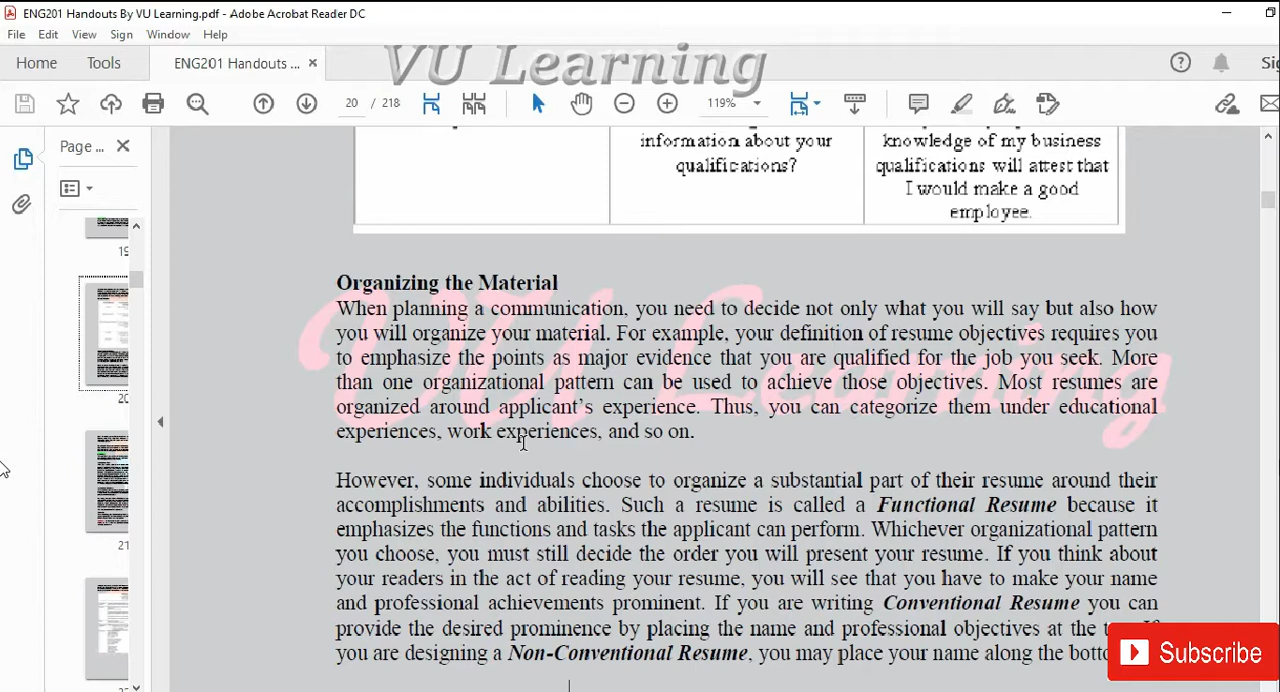 ENG201 Handouts By VU Learning.pdf - Adobe Acrobat Reader DC
File Edit View Sign Window Help
VU Learning
Home Tools ENG201 Handouts ... ×
20 / 218 119%
Page ... ×
19
20
21
information about your qualifications?
knowledge of my business qualifications will attest that I would make a good employee.
Organizing the Material
When planning a communication, you need to decide not only what you will say but also how
you will organize your material. For example, your definition of resume objectives requires you
to emphasize the points as major evidence that you are qualified for the job you seek. More
than one organizational pattern can be used to achieve those objectives. Most resumes are
organized around applicant's experience. Thus, you can categorize them under educational
experiences, work experiences, and so on.
VU Learning
However, some individuals choose to organize a substantial part of their resume around their
accomplishments and abilities. Such a resume is called a Functional Resume because it
emphasizes the functions and tasks the applicant can perform. Whichever organizational pattern
you choose, you must still decide the order you will present your resume. If you think about
your readers in the act of reading your resume, you will see that you have to make your name
and professional achievements prominent. If you are writing Conventional Resume you can
provide the desired prominence by placing the name and professional objectives at the
you are designing a Non-Conventional Resume, you may place your name along the
Subscribe